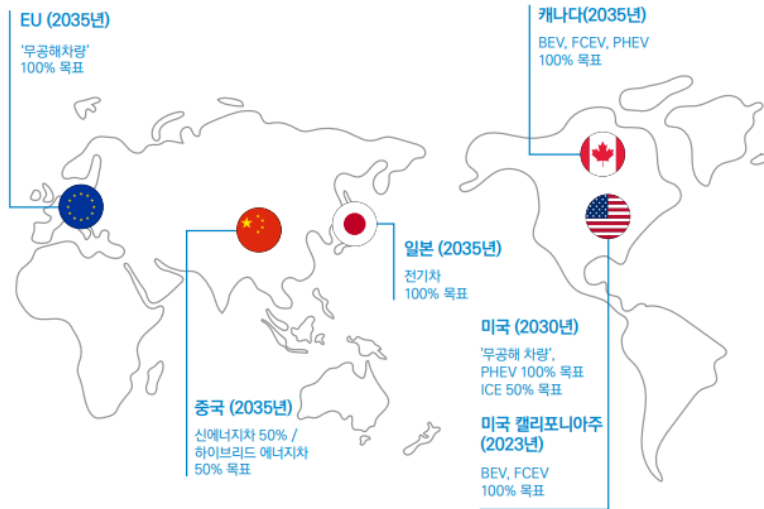 EU (2035년)
'무공해차량'
100% 목표
캐나다(2035년)
BEV, FCEV, PHEV
100% 목표
일본 (2035년)
전기차
100% 목표
중국 (2035년)
신에너지차 50% /
하이브리드 에너지차
50% 목표
미국 (2030년)
'무공해 차량',
PHEV 100% 목표
ICE 50% 목표
미국 캘리포니아주
(2023년)
BEV, FCEV
100% 목표